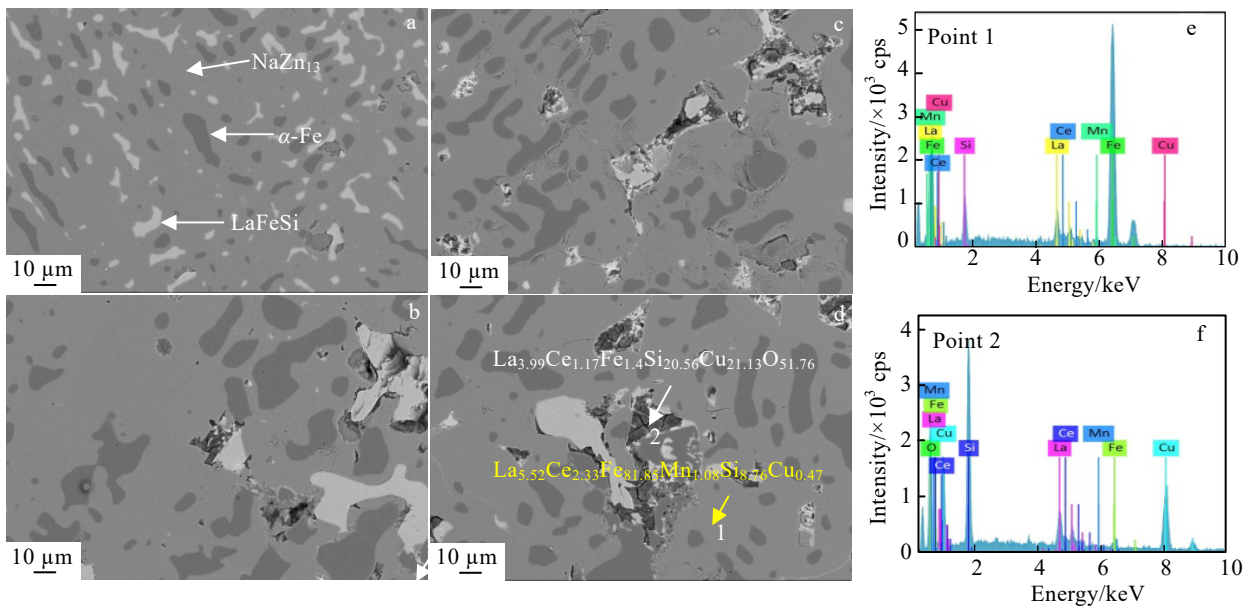 a
NaZn₁₃
α-Fe
LaFeSi
10 µm
b
10 µm
c
10 µm
d
La₃.₉₉Ce₁.₁₇Fe₁.₄Si₂₀.₅₆Cu₂₁.₁₃O₅₁.₇₆
2
La₅.₅₂Ce₂.₃₃Fe₈₁.₈₅Mn₁.₀₈Si₈.₇₆Cu₀.₄₇
1
10 µm
e
Point 1
Intensity/×10³ cps
5
4
3
2
1
0
Cu
Mn
La
Fe
Ce
Si
Ce
La
Mn
Fe
Cu
2 4 6 8 10
Energy/keV
f
Point 2
Intensity/×10³ cps
4
3
2
1
0
Mn
Fe
La
Cu
O
Ce
Si
Ce
La
Mn
Fe
Cu
2 4 6 8 10
Energy/keV